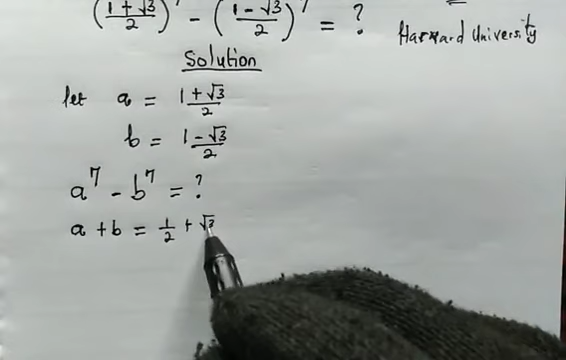 ((1+√3)/2)^7 - ((1-√3)/2)^7 = ?
Harvard University
Solution
let a = (1+√3)/2
b = (1-√3)/2
a^7 - b^7 = ?
a + b = 1/2 + √3